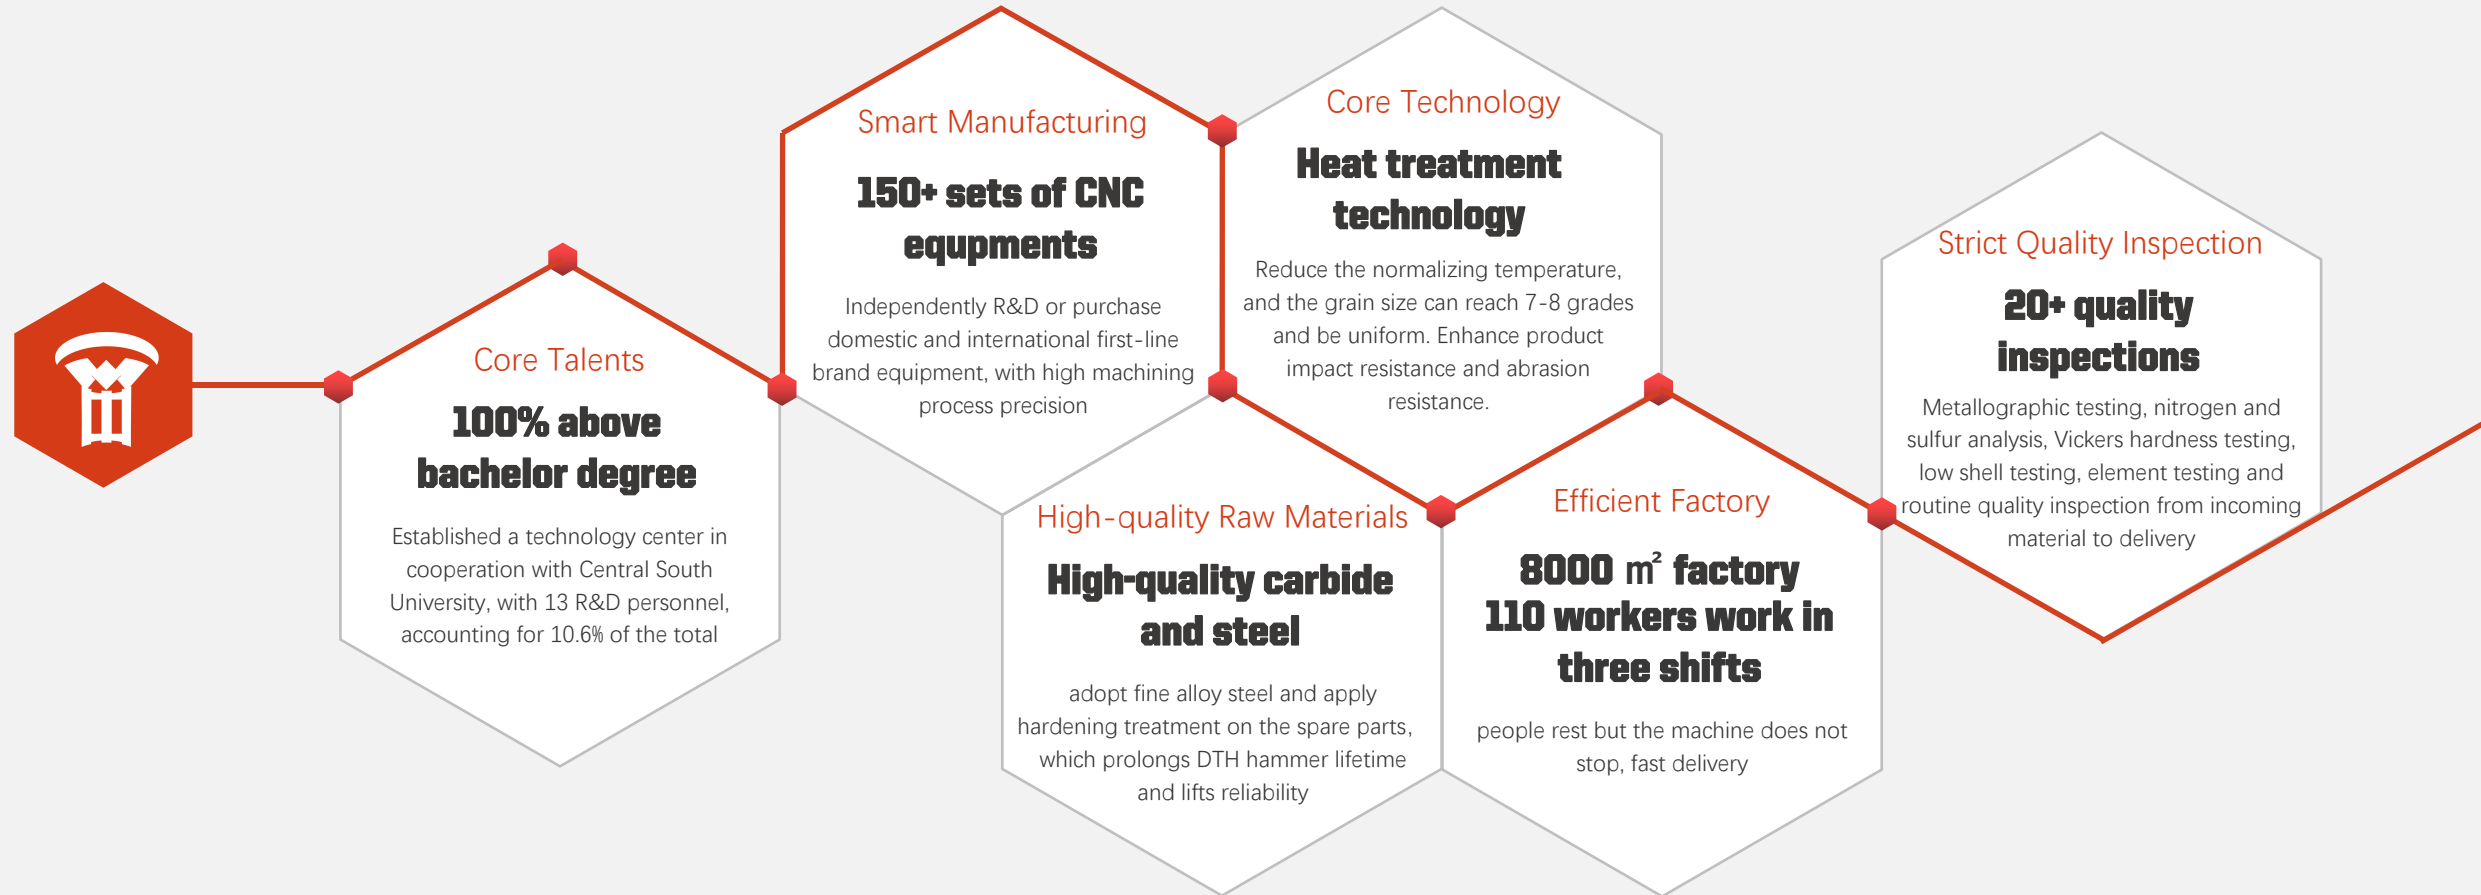 Core Talents
100% above
bachelor degree
Established a technology center in
cooperation with Central South
University, with 13 R&D personnel,
accounting for 10.6% of the total
Smart Manufacturing
150+ sets of CNC
equpments
Independently R&D or purchase
domestic and international first-line
brand equipment, with high machining
process precision
Core Technology
Heat treatment
technology
Reduce the normalizing temperature,
and the grain size can reach 7-8 grades
and be uniform. Enhance product
impact resistance and abrasion
resistance.
High-quality Raw Materials
High-quality carbide
and steel
adopt fine alloy steel and apply
hardening treatment on the spare parts,
which prolongs DTH hammer lifetime
and lifts reliability
Efficient Factory
8000 m² factory
110 workers work in
three shifts
people rest but the machine does not
stop, fast delivery
Strict Quality Inspection
20+ quality
inspections
Metallographic testing, nitrogen and
sulfur analysis, Vickers hardness testing,
low shell testing, element testing and
routine quality inspection from incoming
material to delivery